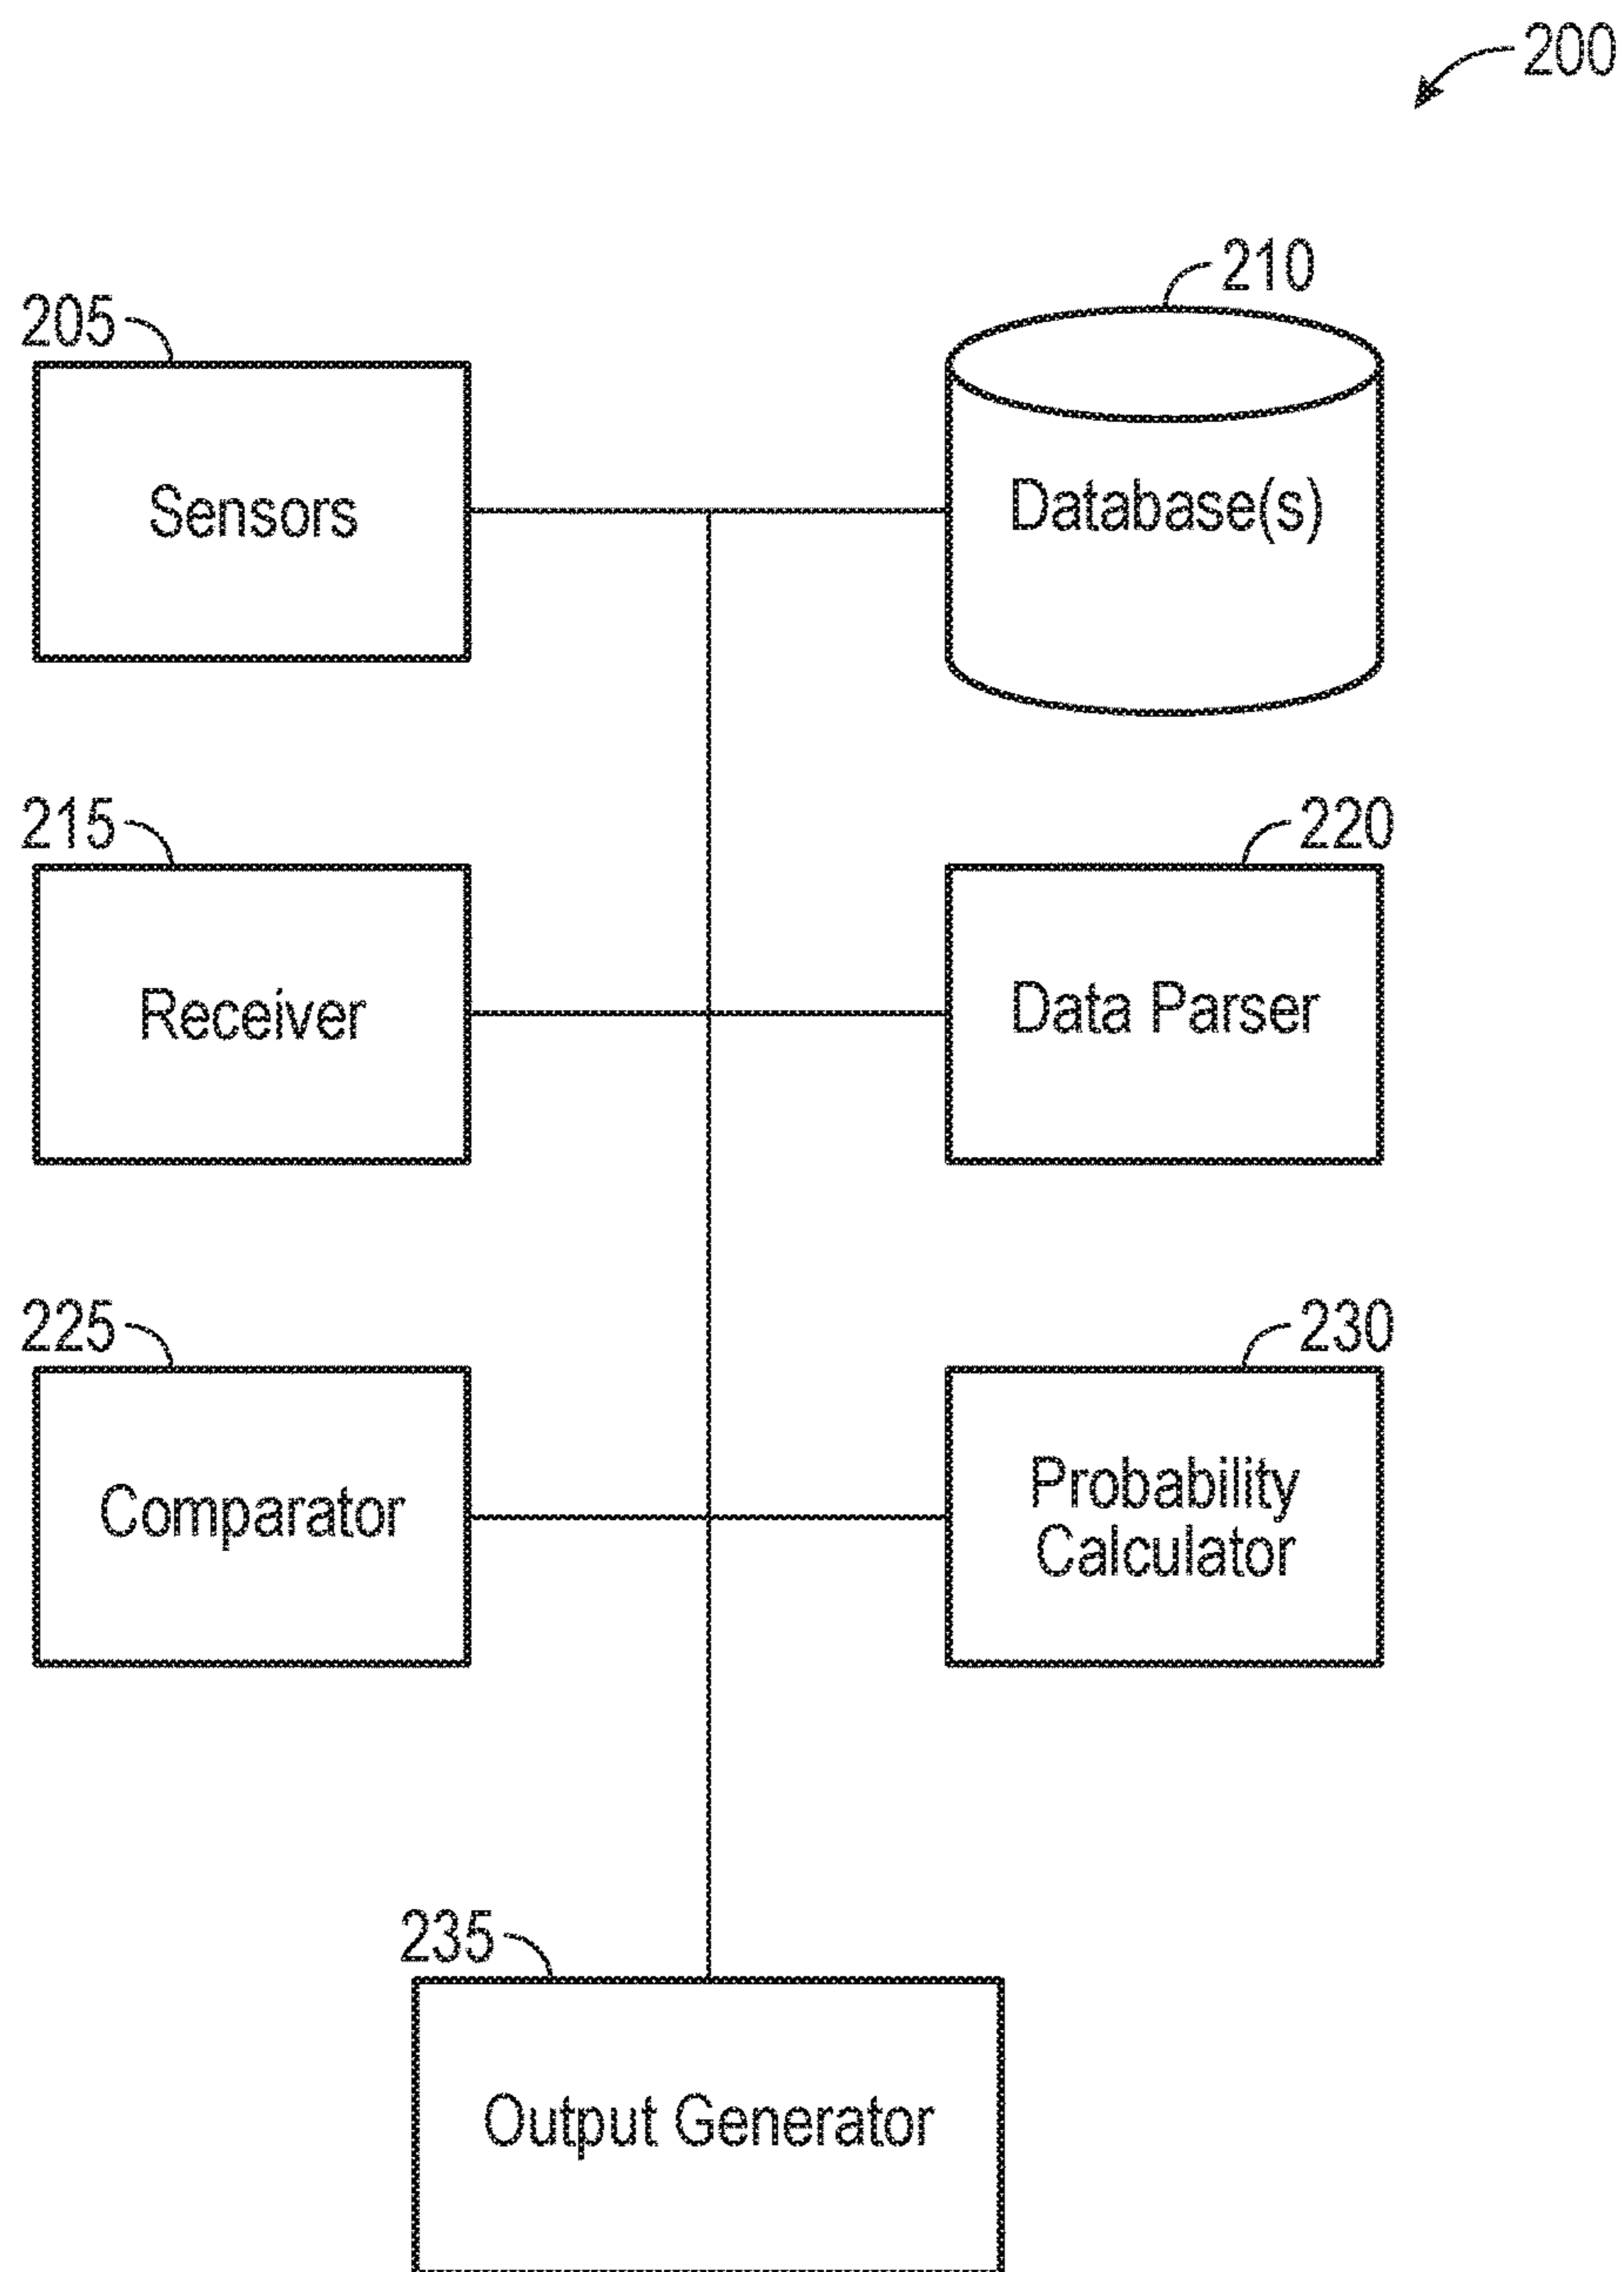 200
210
205
Sensors
Database(s)
215
220
Receiver
Data Parser
225
230
Comparator
Probability
Calculator
235
Output Generator